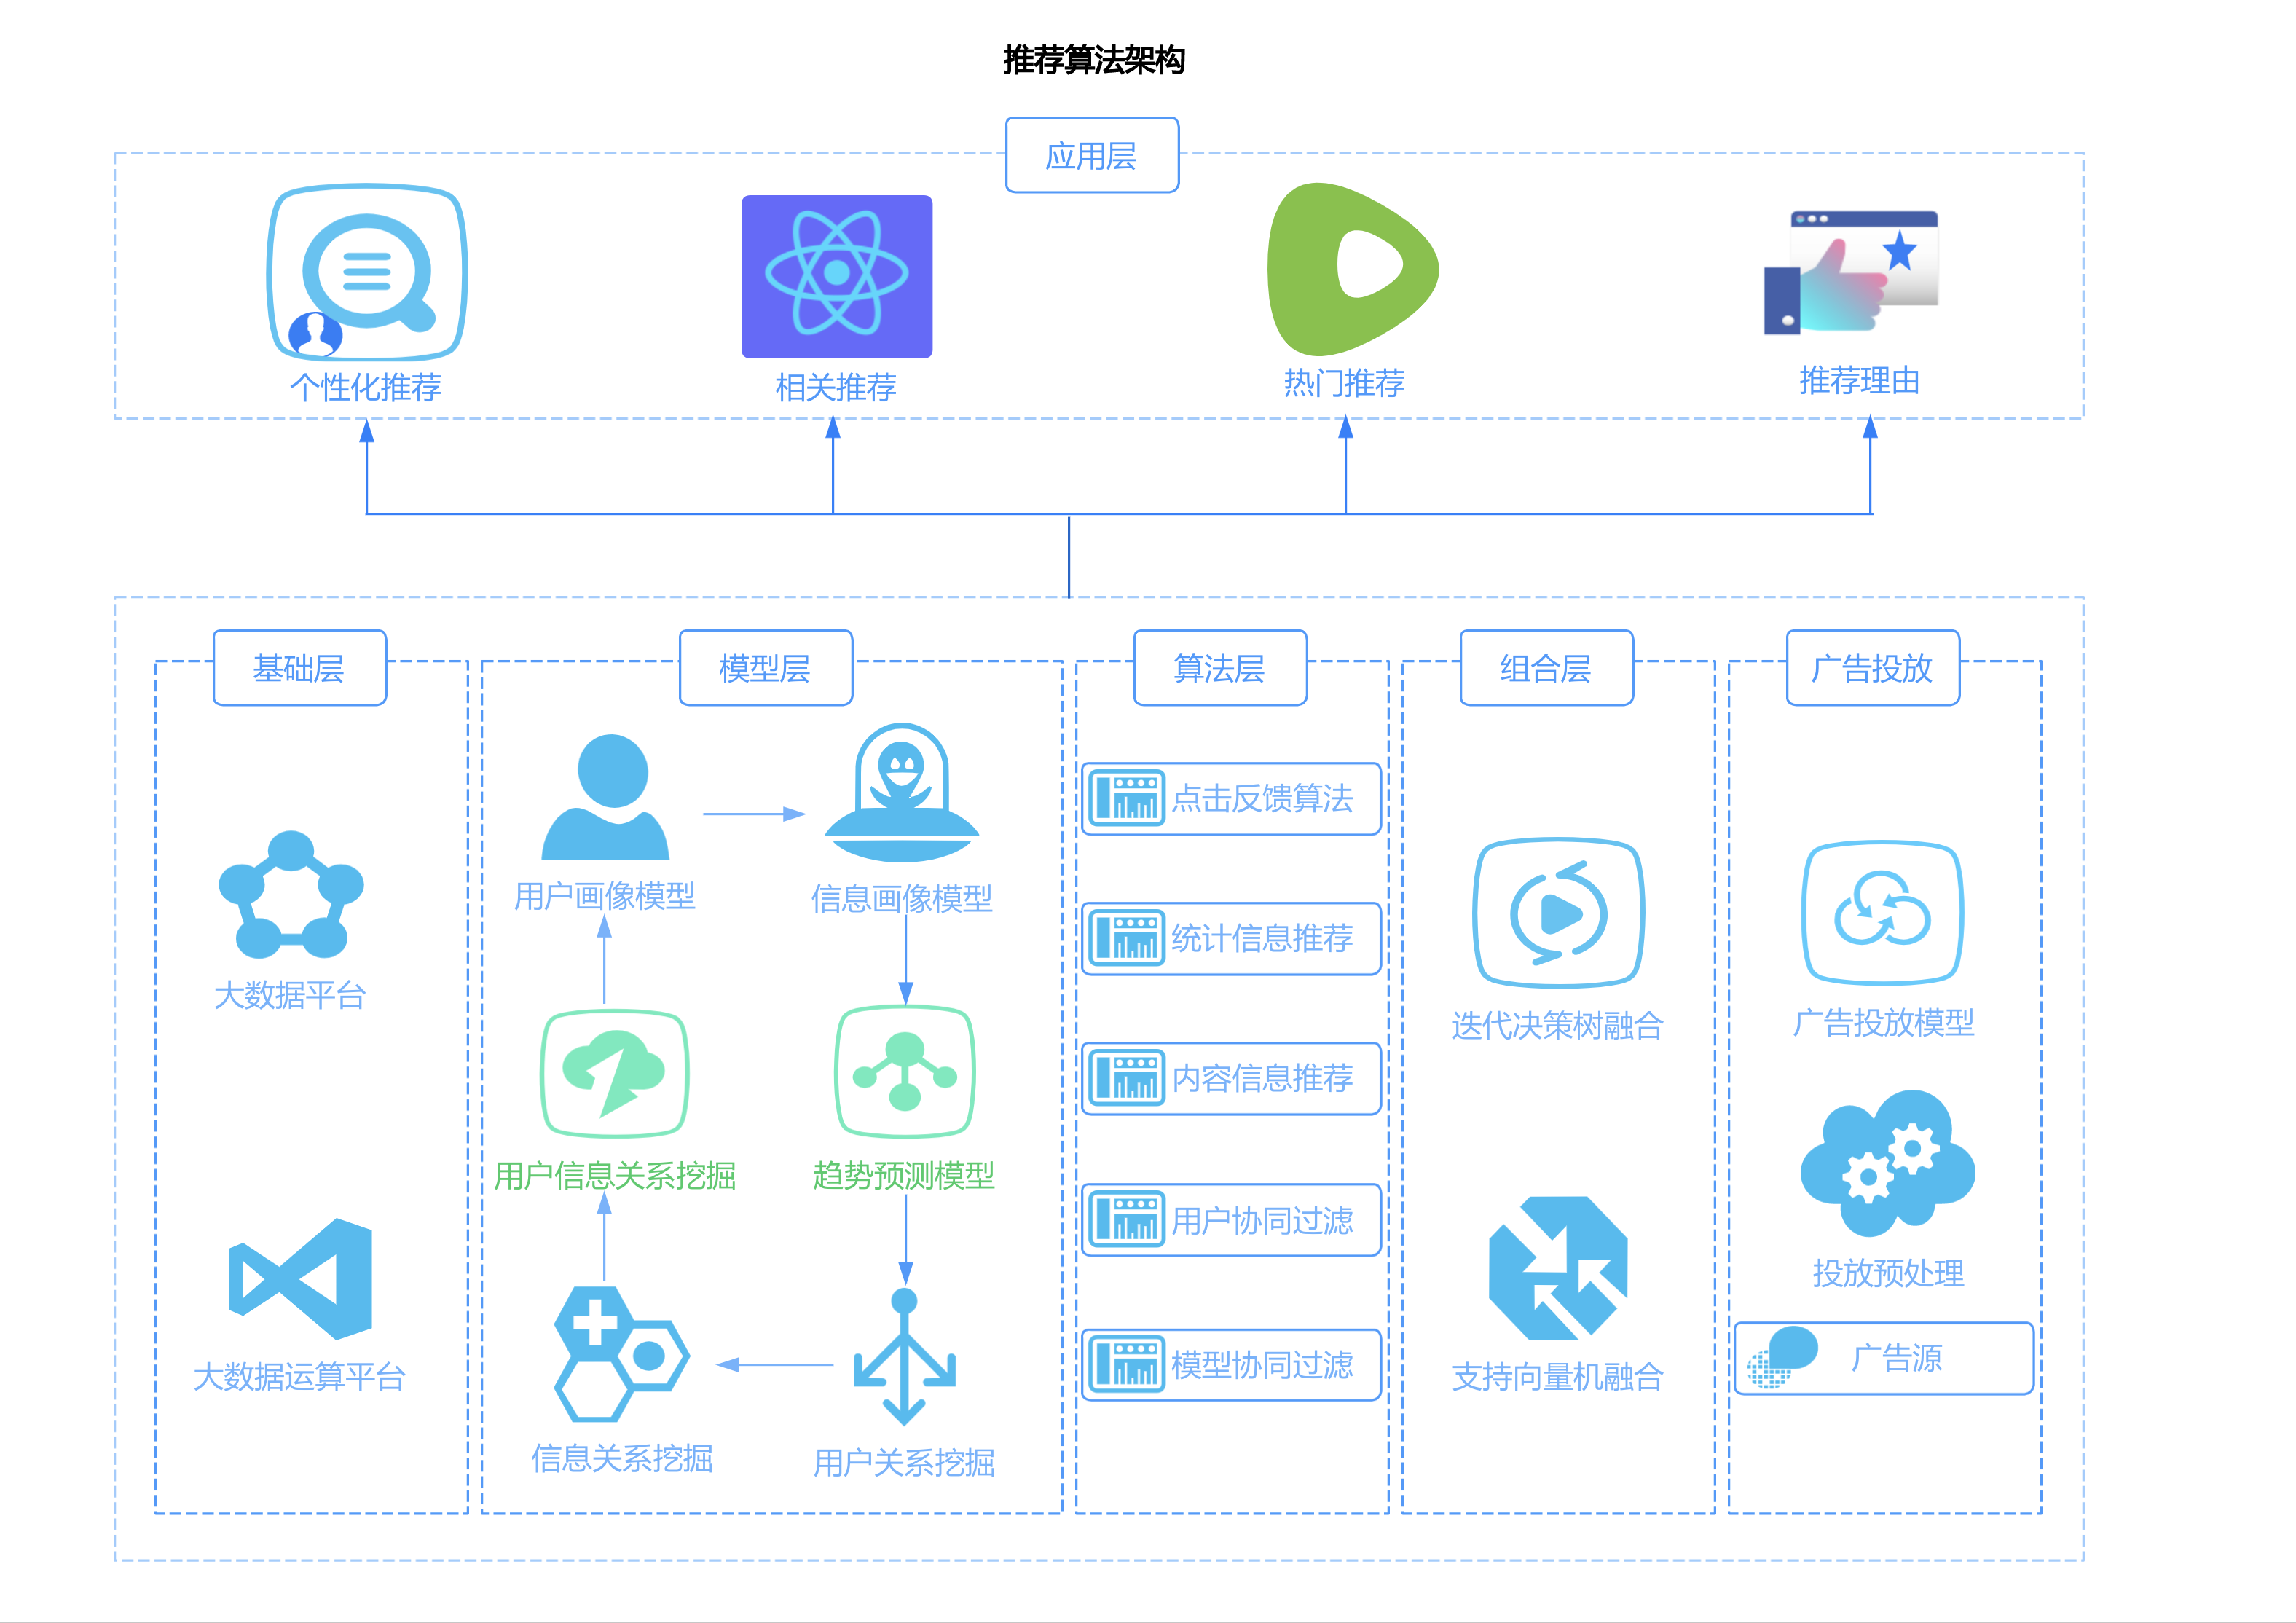 推荐算法架构
应用层
个性化推荐
相关推荐
热门推荐
推荐理由
基础层
大数据平台
大数据运算平台
模型层
用户画像模型
信息画像模型
用户信息关系挖掘
趋势预测模型
信息关系挖掘
用户关系挖掘
算法层
点击反馈算法
统计信息推荐
内容信息推荐
用户协同过滤
模型协同过滤
组合层
迭代决策树融合
支持向量机融合
广告投放
广告投放模型
投放预处理
广告源